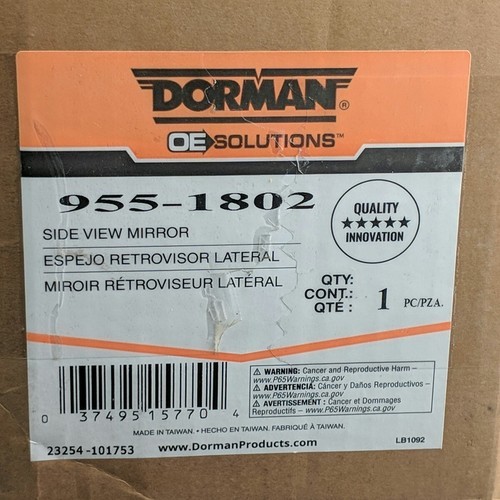 DORMAN®
OE SOLUTIONS™
955-1802
SIDE VIEW MIRROR
ESPEJO RETROVISOR LATERAL
MIROIR RÉTROVISEUR LATÉRAL
QUALITY
★★★★★
INNOVATION
QTY:
CONT.:
QTÉ :
1 PC/PZA.
⚠ WARNING: Cancer and Reproductive Harm –
www.P65Warnings.ca.gov
⚠ ADVERTENCIA: Cáncer y Daños Reproductivos –
www.P65Warnings.ca.gov
⚠ AVERTISSEMENT : Cancer et Dommages
Reproductifs – www.P65Warnings.ca.gov
0 37495 15770 4
MADE IN TAIWAN. • HECHO EN TAIWAN. FABRIQUÉ À TAIWAN.
23254 -101753
www.DormanProducts.com
LB1092